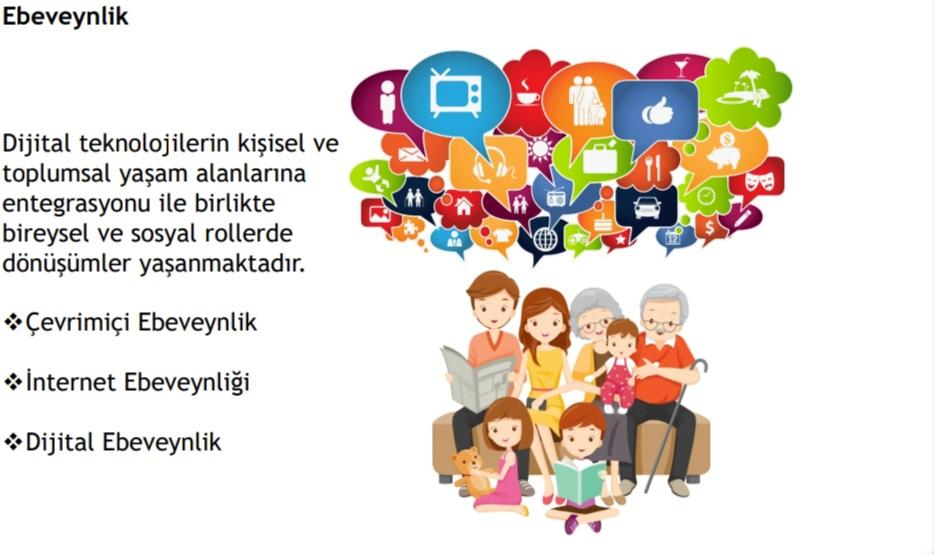 Ebeveynlik
Dijital teknolojilerin kişisel ve
toplumsal yaşam alanlarına
entegrasyonu ile birlikte
bireysel ve sosyal rollerde
dönüşümler yaşanmaktadır.
❖Çevrimiçi Ebeveynlik
❖İnternet Ebeveynliği
❖Dijital Ebeveynlik
$
12
$